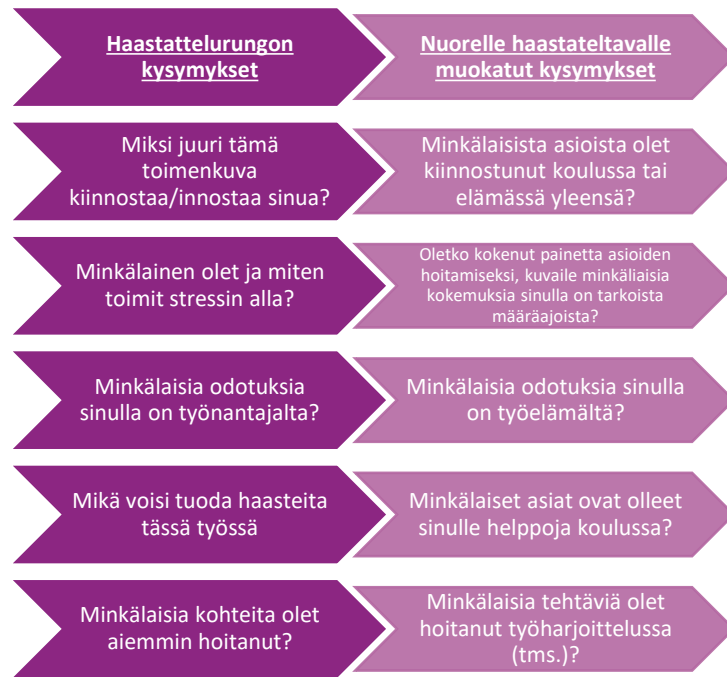 Haastattelurungon
kysymykset
Nuorelle haastateltavalle
muokatut kysymykset
Miksi juuri tämä
toimenkuva
kiinnostaa/innostaa sinua?
Minkälaisista asioista olet
kiinnostunut koulussa tai
elämässä yleensä?
Minkälainen olet ja miten
toimit stressin alla?
Oletko kokenut painetta asioiden
hoitamiseksi, kuvaile minkäliaisia
kokemuksia sinulla on tarkoista
määräajoista?
Minkälaisia odotuksia
sinulla on työnantajalta?
Minkälaisia odotuksia sinulla
on työelämältä?
Mikä voisi tuoda haasteita
tässä työssä
Minkälaiset asiat ovat olleet
sinulle helppoja koulussa?
Minkälaisia kohteita olet
aiemmin hoitanut?
Minkälaisia tehtäviä olet
hoitanut työharjoittelussa
(tms.)?